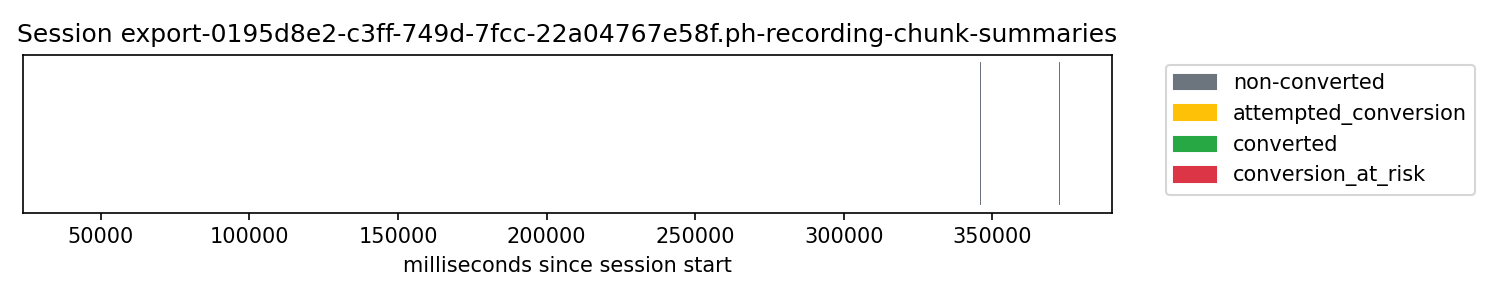 Session export-0195d8e2-c3ff-749d-7fcc-22a04767e58f.ph-recording-chunk-summaries
non-converted
attempted_conversion
converted
conversion_at_risk
50000 100000 150000 200000 250000 300000 350000
milliseconds since session start